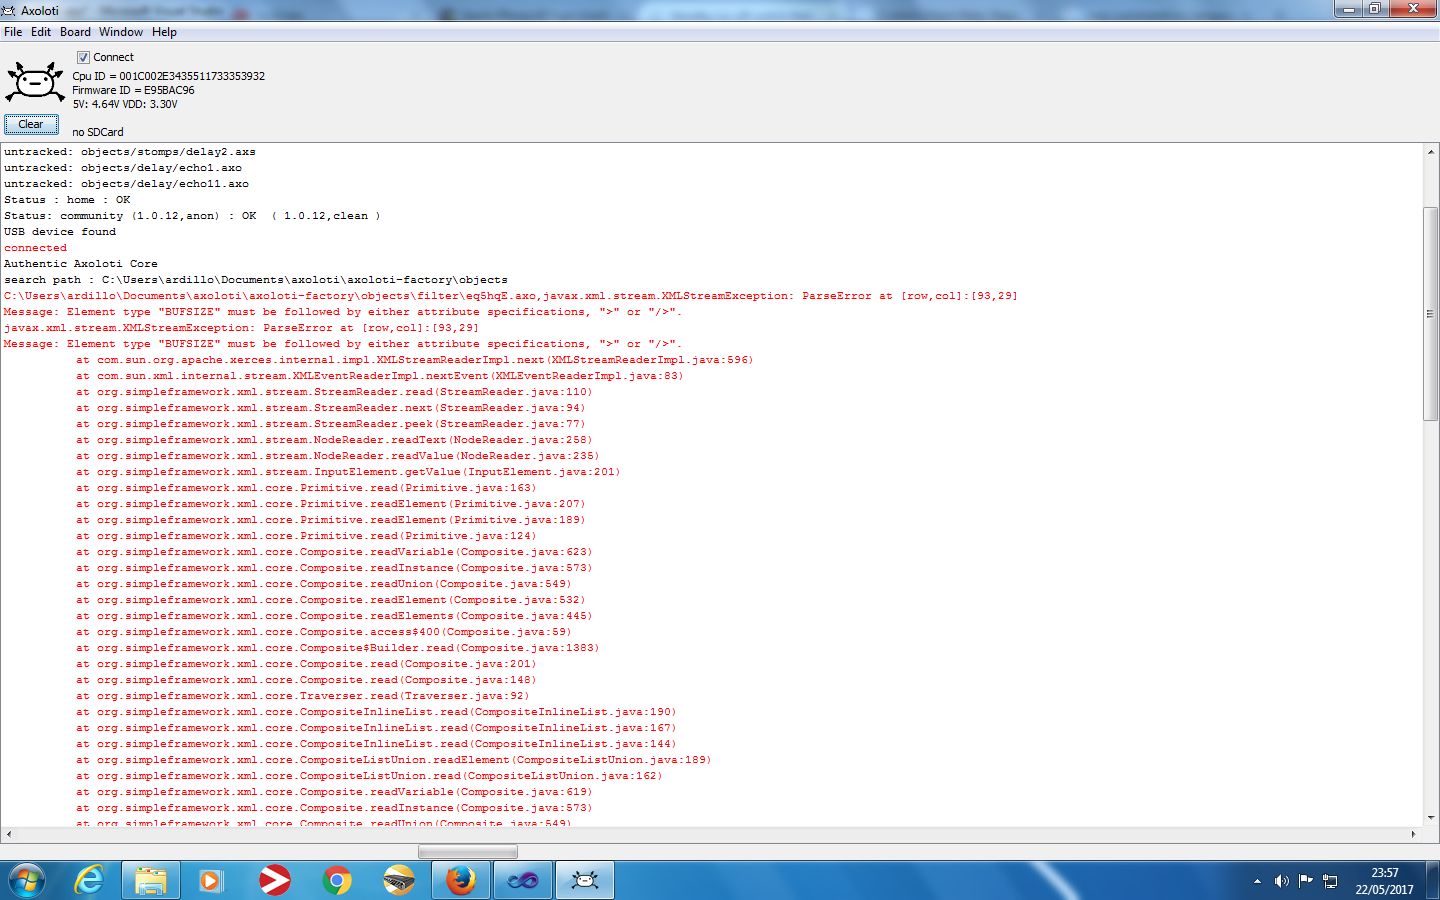 Axoloti
File Edit Board Window Help
Connect
Cpu ID = 001C002E3435511733353932
Firmware ID = E95BAC96
5V: 4.64V VDD: 3.30V
Clear
no SDCard
untracked: objects/stomps/delay2.axs
untracked: objects/delay/echo1.axo
untracked: objects/delay/echo11.axo
Status : home : OK
Status: community (1.0.12,anon) : OK ( 1.0.12,clean )
USB device found
connected
Authentic Axoloti Core
search path : C:\Users\ardillo\Documents\axoloti\axoloti-factory\objects
C:\Users\ardillo\Documents\axoloti\axoloti-factory\objects\filter\eq5hqE.axo,javax.xml.stream.XMLStreamException: ParseError at [row,col]:[93,29]
Message: Element type "BUFSIZE" must be followed by either attribute specifications, ">" or "/>".
javax.xml.stream.XMLStreamException: ParseError at [row,col]:[93,29]
Message: Element type "BUFSIZE" must be followed by either attribute specifications, ">" or "/>".
at com.sun.org.apache.xerces.internal.impl.XMLStreamReaderImpl.next(XMLStreamReaderImpl.java:596)
at com.sun.xml.internal.stream.XMLEventReaderImpl.nextEvent(XMLEventReaderImpl.java:83)
at org.simpleframework.xml.stream.StreamReader.read(StreamReader.java:110)
at org.simpleframework.xml.stream.StreamReader.next(StreamReader.java:94)
at org.simpleframework.xml.stream.StreamReader.peek(StreamReader.java:77)
at org.simpleframework.xml.stream.NodeReader.readText(NodeReader.java:258)
at org.simpleframework.xml.stream.NodeReader.readValue(NodeReader.java:235)
at org.simpleframework.xml.stream.InputElement.getValue(InputElement.java:201)
at org.simpleframework.xml.core.Primitive.read(Primitive.java:163)
at org.simpleframework.xml.core.Primitive.readElement(Primitive.java:207)
at org.simpleframework.xml.core.Primitive.readElement(Primitive.java:189)
at org.simpleframework.xml.core.Primitive.read(Primitive.java:124)
at org.simpleframework.xml.core.Composite.readVariable(Composite.java:623)
at org.simpleframework.xml.core.Composite.readInstance(Composite.java:573)
at org.simpleframework.xml.core.Composite.readUnion(Composite.java:549)
at org.simpleframework.xml.core.Composite.readElement(Composite.java:532)
at org.simpleframework.xml.core.Composite.readElements(Composite.java:445)
at org.simpleframework.xml.core.Composite.access$400(Composite.java:59)
at org.simpleframework.xml.core.Composite$Builder.read(Composite.java:1383)
at org.simpleframework.xml.core.Composite.read(Composite.java:201)
at org.simpleframework.xml.core.Composite.read(Composite.java:148)
at org.simpleframework.xml.core.Traverser.read(Traverser.java:92)
at org.simpleframework.xml.core.CompositeInlineList.read(CompositeInlineList.java:190)
at org.simpleframework.xml.core.CompositeInlineList.read(CompositeInlineList.java:167)
at org.simpleframework.xml.core.CompositeInlineList.read(CompositeInlineList.java:144)
at org.simpleframework.xml.core.CompositeListUnion.readElement(CompositeListUnion.java:189)
at org.simpleframework.xml.core.CompositeListUnion.read(CompositeListUnion.java:162)
at org.simpleframework.xml.core.Composite.readVariable(Composite.java:619)
at org.simpleframework.xml.core.Composite.readInstance(Composite.java:573)
at org.simpleframework.xml.core.Composite.readUnion(Composite.java:549)
23:57
22/05/2017